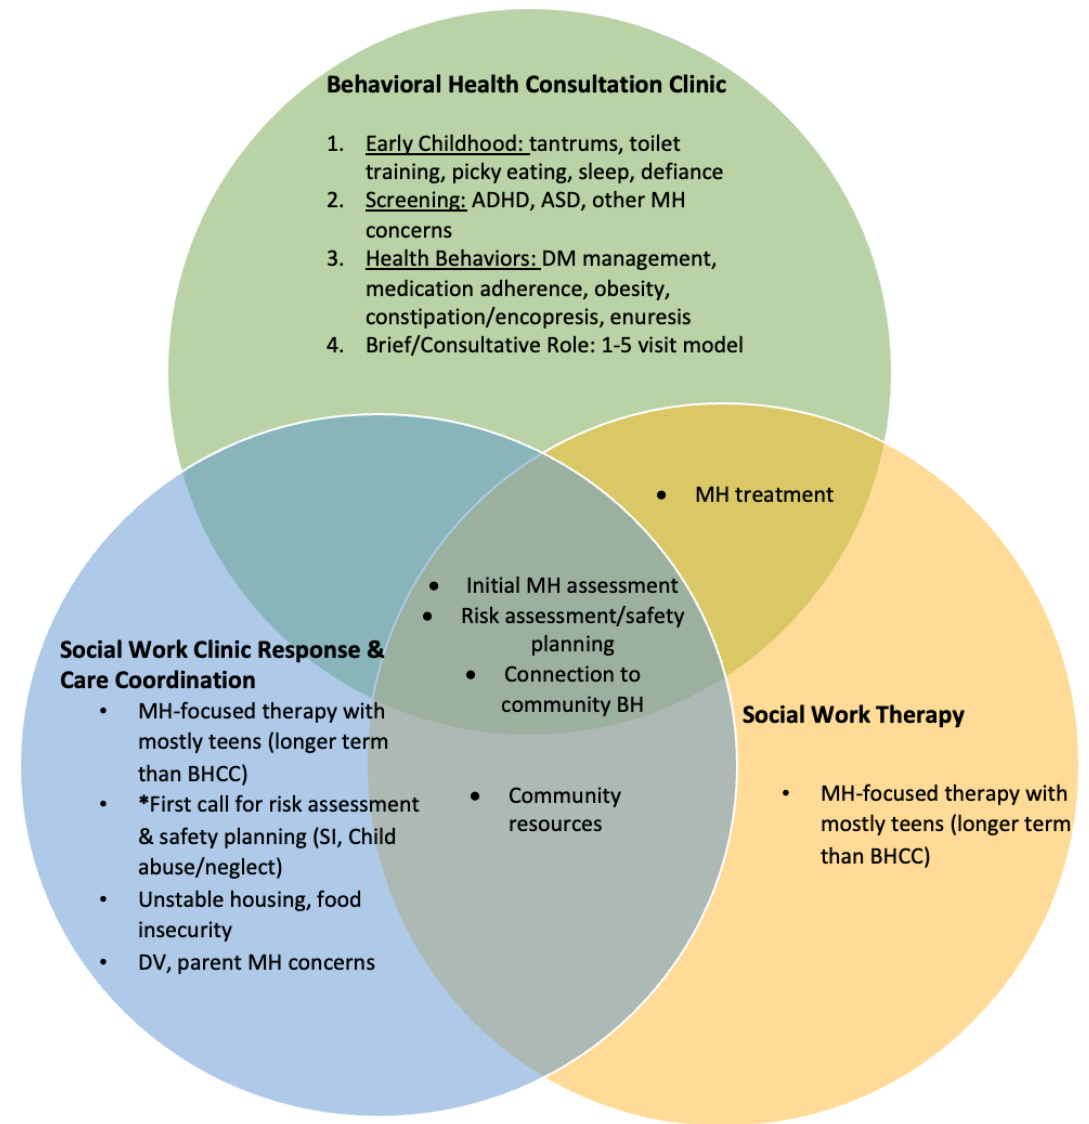 Behavioral Health Consultation Clinic
1. Early Childhood: tantrums, toilet
training, picky eating, sleep, defiance
2. Screening: ADHD, ASD, other MH
concerns
3. Health Behaviors: DM management,
medication adherence, obesity,
constipation/encopresis, enuresis
4. Brief/Consultative Role: 1-5 visit model
• MH treatment
• Initial MH assessment
• Risk assessment/safety
planning
• Connection to
community BH
Social Work Clinic Response &
Care Coordination
• MH-focused therapy with
mostly teens (longer term
than BHCC)
• *First call for risk assessment
& safety planning (SI, Child
abuse/neglect)
• Unstable housing, food
insecurity
• DV, parent MH concerns
• Community
resources
Social Work Therapy
• MH-focused therapy with
mostly teens (longer term
than BHCC)